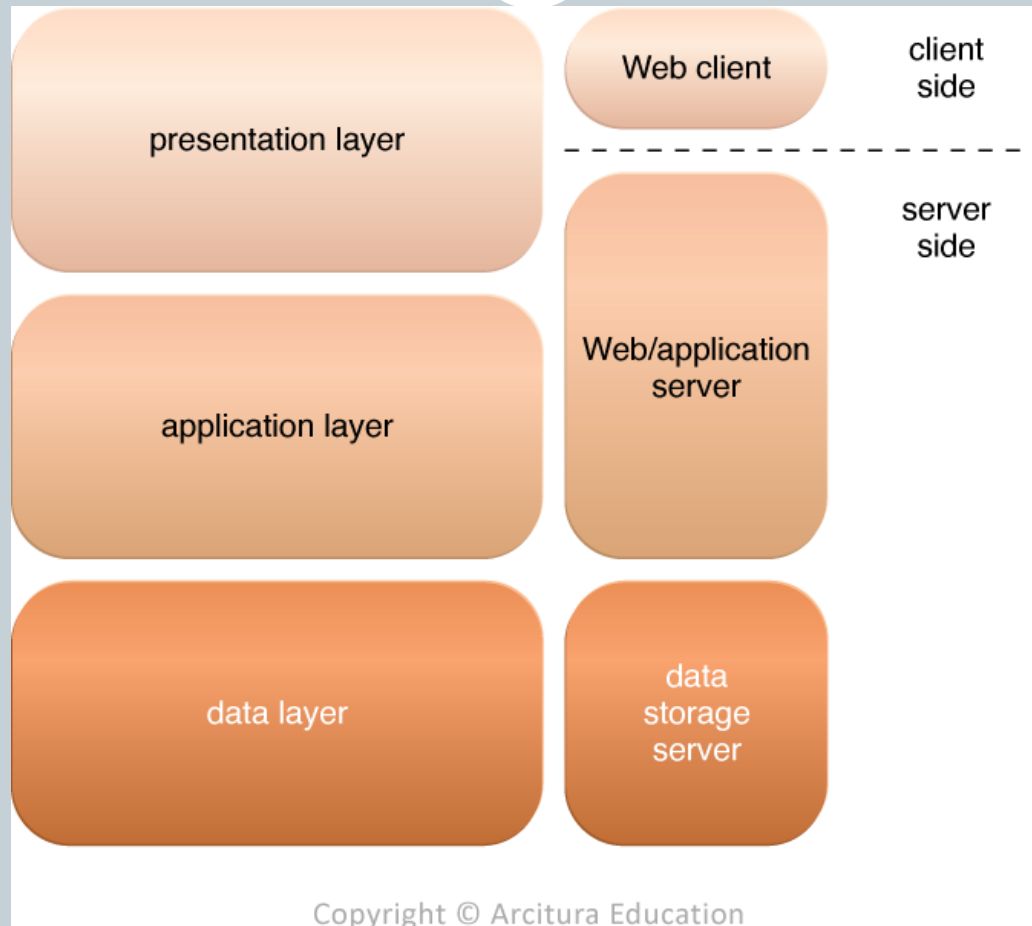 presentation layer
Web client
client
side
server
side
Web/application
server
application layer
data layer
data
storage
server
Copyright © Arcitura Education